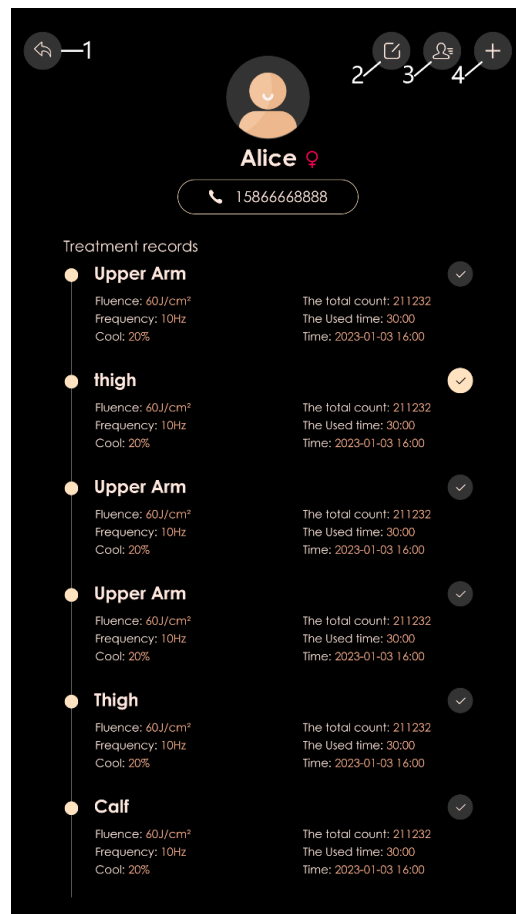 1
2
3
4
Alice
15866668888
Treatment records
Upper Arm
Fluence: 60J/cm²
The total count: 211232
Frequency: 10Hz
The Used time: 30:00
Cool: 20%
Time: 2023-01-03 16:00
thigh
Fluence: 60J/cm²
The total count: 211232
Frequency: 10Hz
The Used time: 30:00
Cool: 20%
Time: 2023-01-03 16:00
Upper Arm
Fluence: 60J/cm²
The total count: 211232
Frequency: 10Hz
The Used time: 30:00
Cool: 20%
Time: 2023-01-03 16:00
Upper Arm
Fluence: 60J/cm²
The total count: 211232
Frequency: 10Hz
The Used time: 30:00
Cool: 20%
Time: 2023-01-03 16:00
Thigh
Fluence: 60J/cm²
The total count: 211232
Frequency: 10Hz
The Used time: 30:00
Cool: 20%
Time: 2023-01-03 16:00
Calf
Fluence: 60J/cm²
The total count: 211232
Frequency: 10Hz
The Used time: 30:00
Cool: 20%
Time: 2023-01-03 16:00